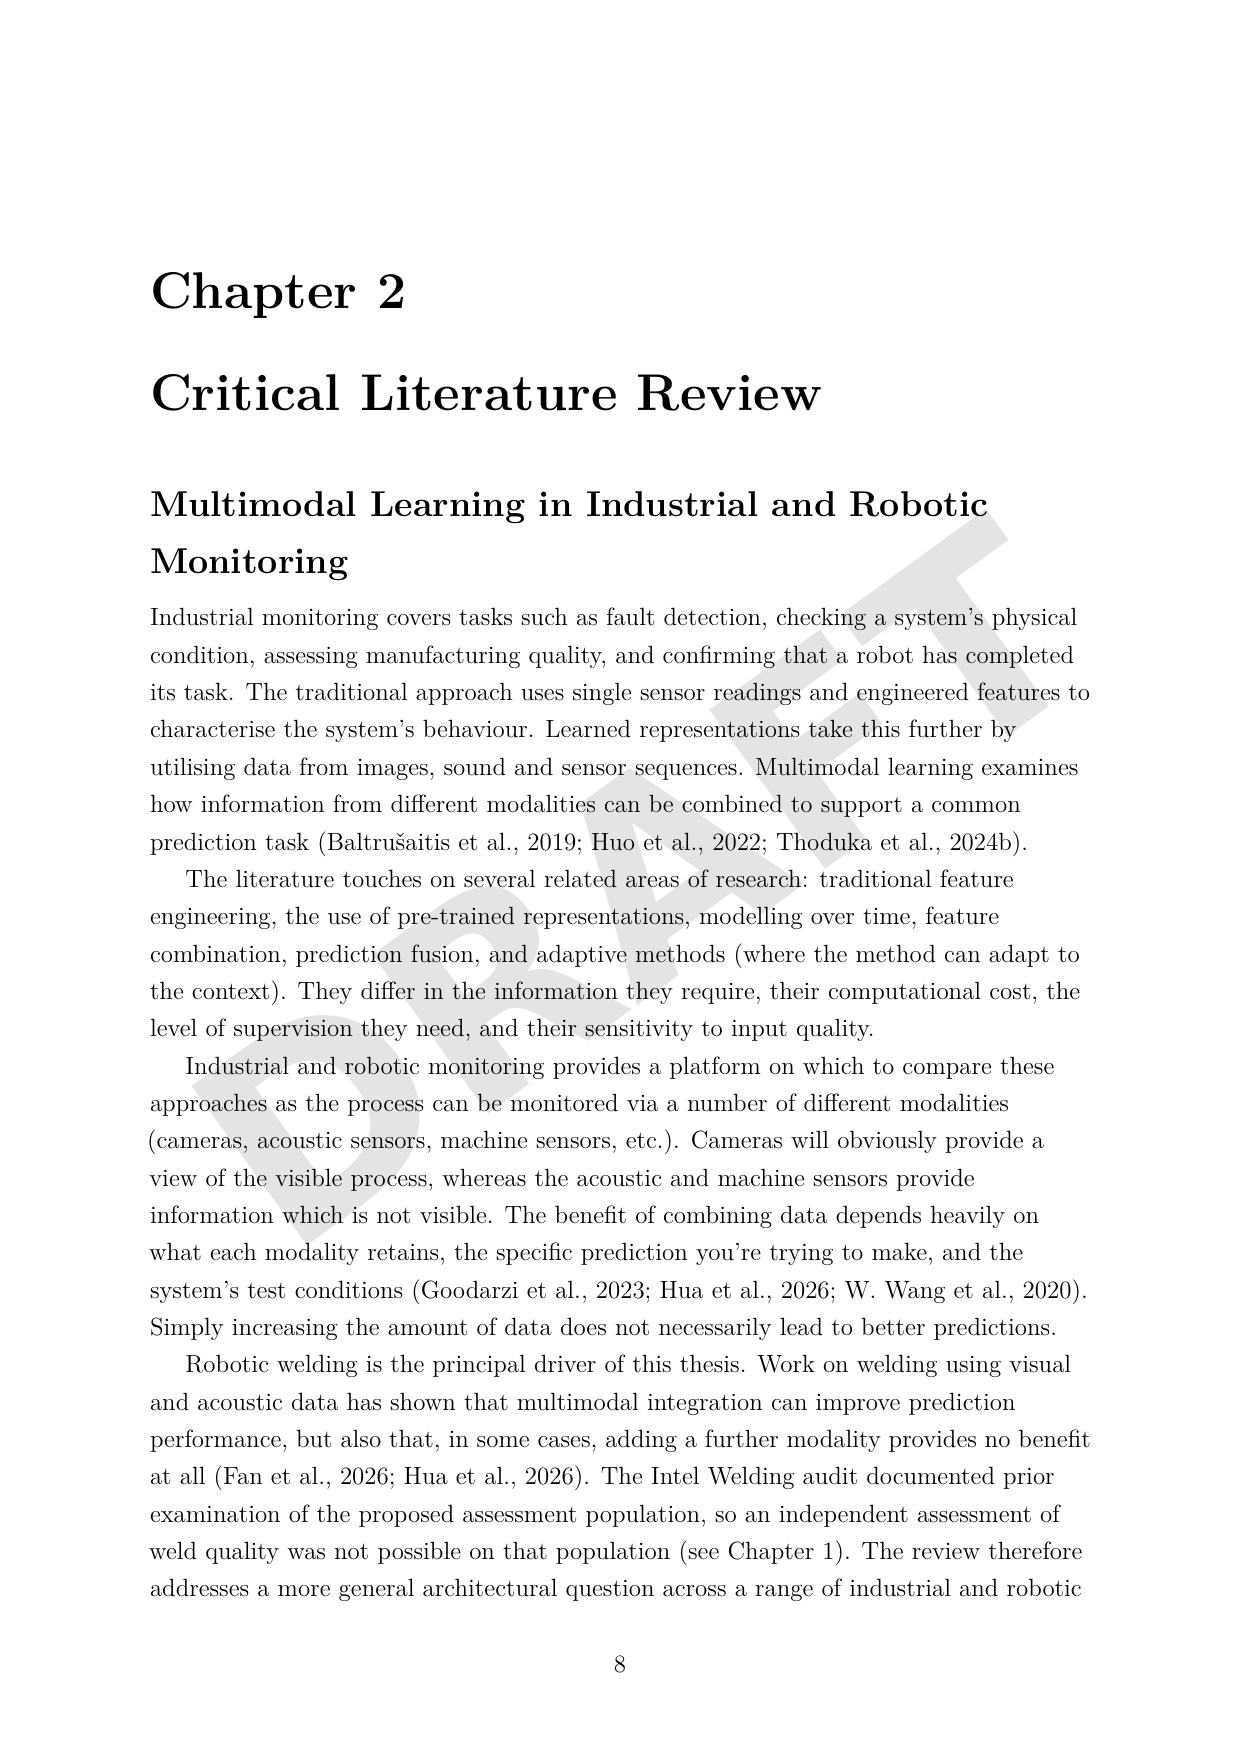 Chapter 2
Critical Literature Review
Multimodal Learning in Industrial and Robotic
Monitoring
Industrial monitoring covers tasks such as fault detection, checking a system's physical
condition, assessing manufacturing quality, and confirming that a robot has completed
its task. The traditional approach uses single sensor readings and engineered features to
characterise the system's behaviour. Learned representations take this further by
utilising data from images, sound and sensor sequences. Multimodal learning examines
how information from different modalities can be combined to support a common
prediction task (Baltrušaitis et al., 2019; Huo et al., 2022; Thoduka et al., 2024b).
The literature touches on several related areas of research: traditional feature
engineering, the use of pre-trained representations, modelling over time, feature
combination, prediction fusion, and adaptive methods (where the method can adapt to
the context). They differ in the information they require, their computational cost, the
level of supervision they need, and their sensitivity to input quality.
Industrial and robotic monitoring provides a platform on which to compare these
approaches as the process can be monitored via a number of different modalities
(cameras, acoustic sensors, machine sensors, etc.). Cameras will obviously provide a
view of the visible process, whereas the acoustic and machine sensors provide
information which is not visible. The benefit of combining data depends heavily on
what each modality retains, the specific prediction you're trying to make, and the
system's test conditions (Goodarzi et al., 2023; Hua et al., 2026; W. Wang et al., 2020).
Simply increasing the amount of data does not necessarily lead to better predictions.
Robotic welding is the principal driver of this thesis. Work on welding using visual
and acoustic data has shown that multimodal integration can improve prediction
performance, but also that, in some cases, adding a further modality provides no benefit
at all (Fan et al., 2026; Hua et al., 2026). The Intel Welding audit documented prior
examination of the proposed assessment population, so an independent assessment of
weld quality was not possible on that population (see Chapter 1). The review therefore
addresses a more general architectural question across a range of industrial and robotic
8
DRAFT